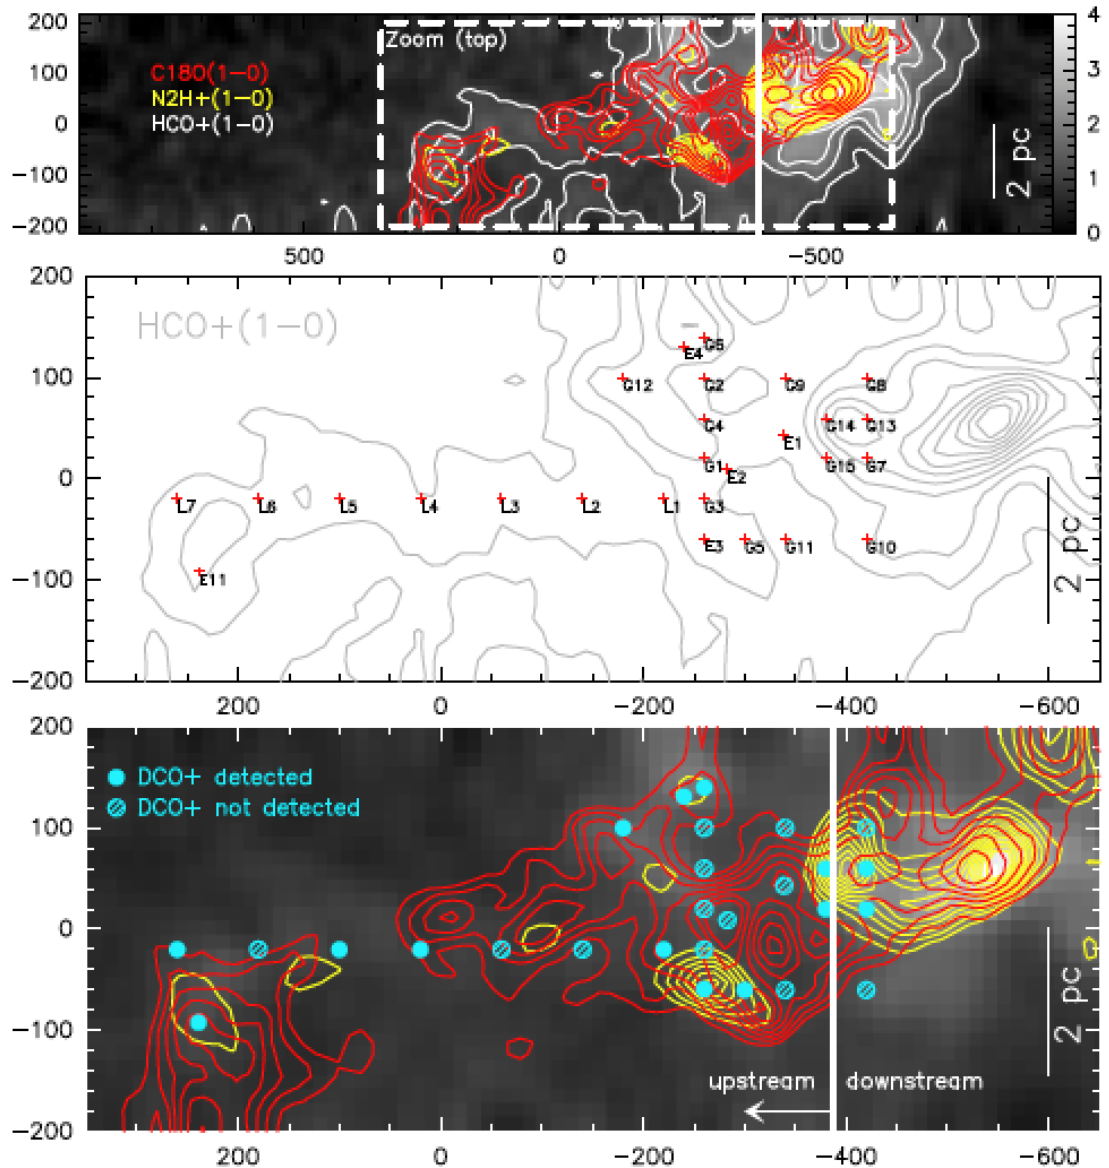 200
100
0
−100
−200
C18O(1−0)
N2H+(1−0)
HCO+(1−0)
Zoom (top)
2 pc
4
3
2
1
0
500 0 −500
200
100
0
−100
−200
HCO+(1−0)
G6
E4
G12 G2 G9 G8
G4 G14 G13
E1
G1 G15 G7
E2
L7 L6 L5 L4 L3 L2 L1 G3
E3 G5 G11 G10
E11
2 pc
200 0 −200 −400 −600
200
100
0
−100
−200
DCO+ detected
DCO+ not detected
2 pc
upstream downstream
200 0 −200 −400 −600